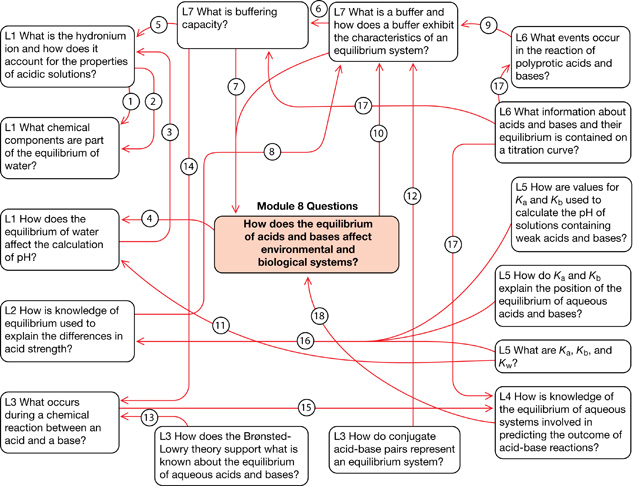 L1 What is the hydronium
ion and how does it
account for the properties
of acidic solutions?
5
L7 What is buffering
capacity?
6
L7 What is a buffer and
how does a buffer exhibit
the characteristics of an
equilibrium system?
9
L6 What events occur
in the reaction of
polyprotic acids and
bases?
1
2
3
7
17
17
L1 What chemical
components are part
of the equilibrium of
water?
14
8
10
L6 What information about
acids and bases and their
equilibrium is contained on
a titration curve?
12
L5 How are values for
Ka and Kb used to
calculate the pH of
solutions containing
weak acids and bases?
L1 How does the
equilibrium of water
affect the calculation
of pH?
4
Module 8 Questions
How does the equilibrium
of acids and bases affect
environmental and
biological systems?
17
L5 How do Ka and Kb
explain the position of the
equilibrium of aqueous
acids and bases?
L2 How is knowledge of
equilibrium used to
explain the differences in
acid strength?
11
18
16
L5 What are Ka, Kb, and
Kw?
L3 What occurs
during a chemical
reaction between an
acid and a base?
13
15
L4 How is knowledge of
the equilibrium of aqueous
systems involved in
predicting the outcome of
acid-base reactions?
L3 How does the Brønsted-
Lowry theory support what is
known about the equilibrium
of aqueous acids and bases?
L3 How do conjugate
acid-base pairs represent
an equilibrium system?